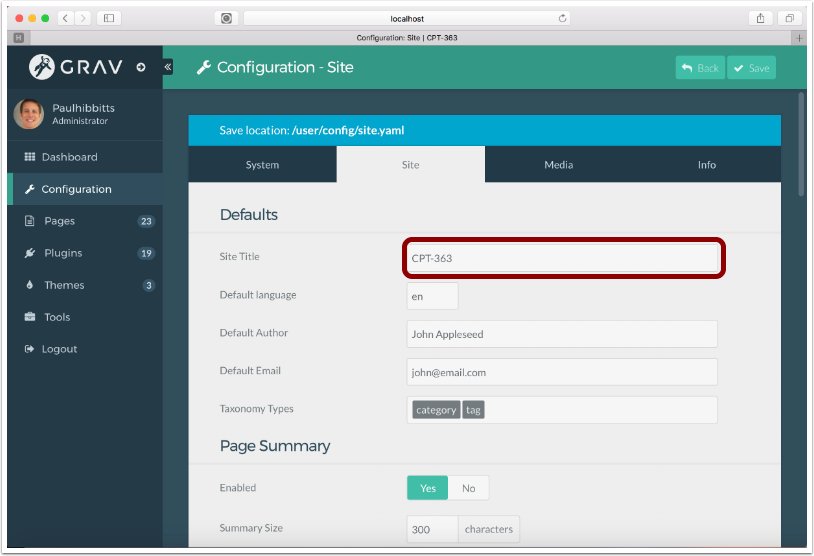 localhost
H
Configuration: Site | CPT-363
GRAV
Configuration - Site
Back
Save
Paulhibbitts
Administrator
Save location: /user/config/site.yaml
Dashboard
System
Site
Media
Info
Configuration
Pages
23
Plugins
19
Themes
3
Tools
Logout
Defaults
Site Title
CPT-363
Default language
en
Default Author
John Appleseed
Default Email
john@email.com
Taxonomy Types
category
tag
Page Summary
Enabled
Yes
No
Summary Size
300
characters